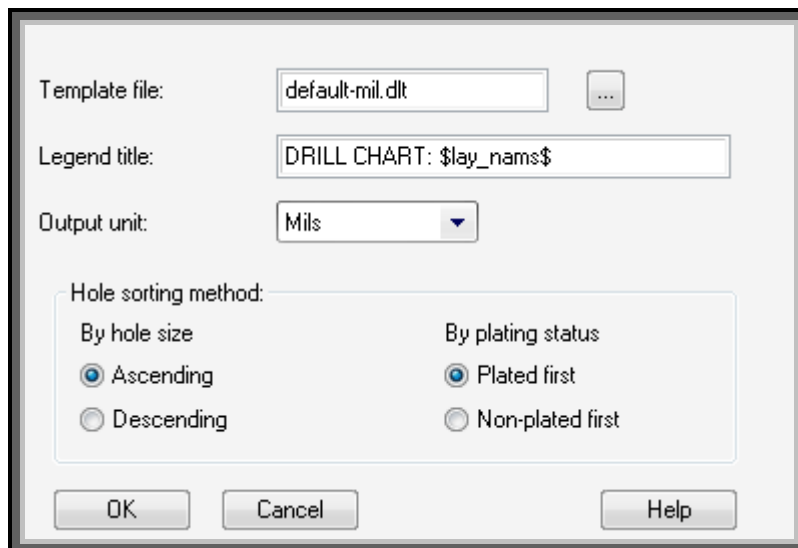 Template file: default-mil.dlt ...
Legend title: DRILL CHART: $lay_nams$
Output unit: Mils
Hole sorting method:
By hole size By plating status
Ascending Plated first
Descending Non-plated first
OK Cancel Help